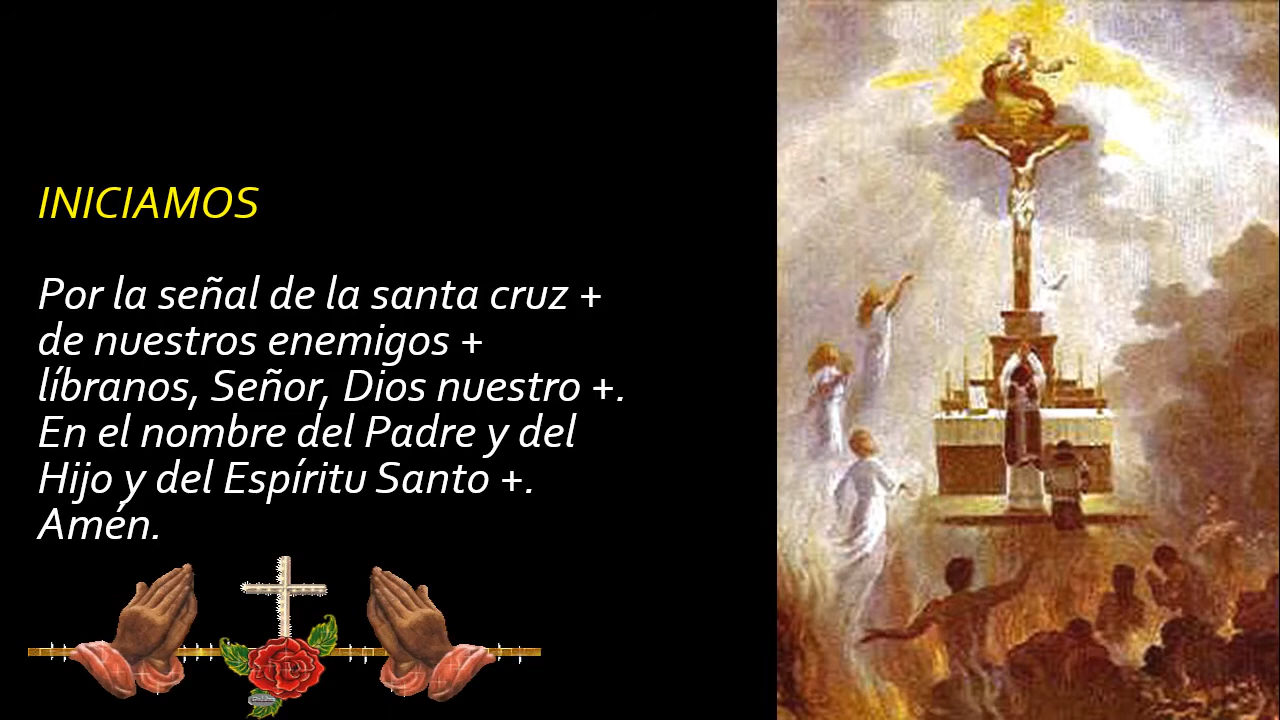 INICIAMOS
Por la señal de la santa cruz +
de nuestros enemigos +
líbranos, Señor, Dios nuestro +.
En el nombre del Padre y del
Hijo y del Espíritu Santo +.
Amén.